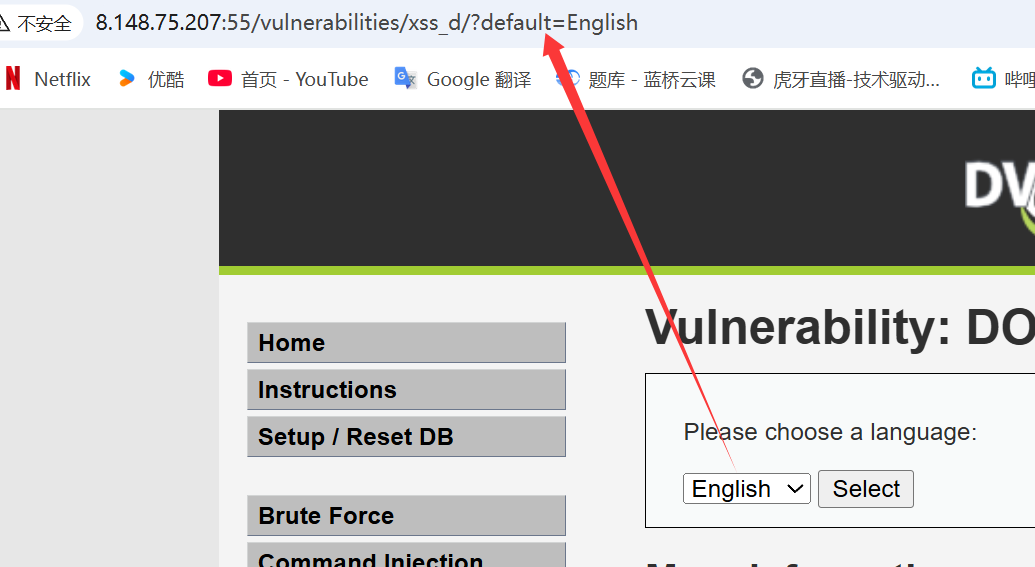 不安全 8.148.75.207:55/vulnerabilities/xss_d/?default=English
Netflix 优酷 首页 - YouTube Google 翻译 题库 - 蓝桥云课 虎牙直播-技术驱动... 哔哩
DV
Home
Instructions
Setup / Reset DB
Brute Force
Command Injection
Vulnerability: DO
Please choose a language:
English Select